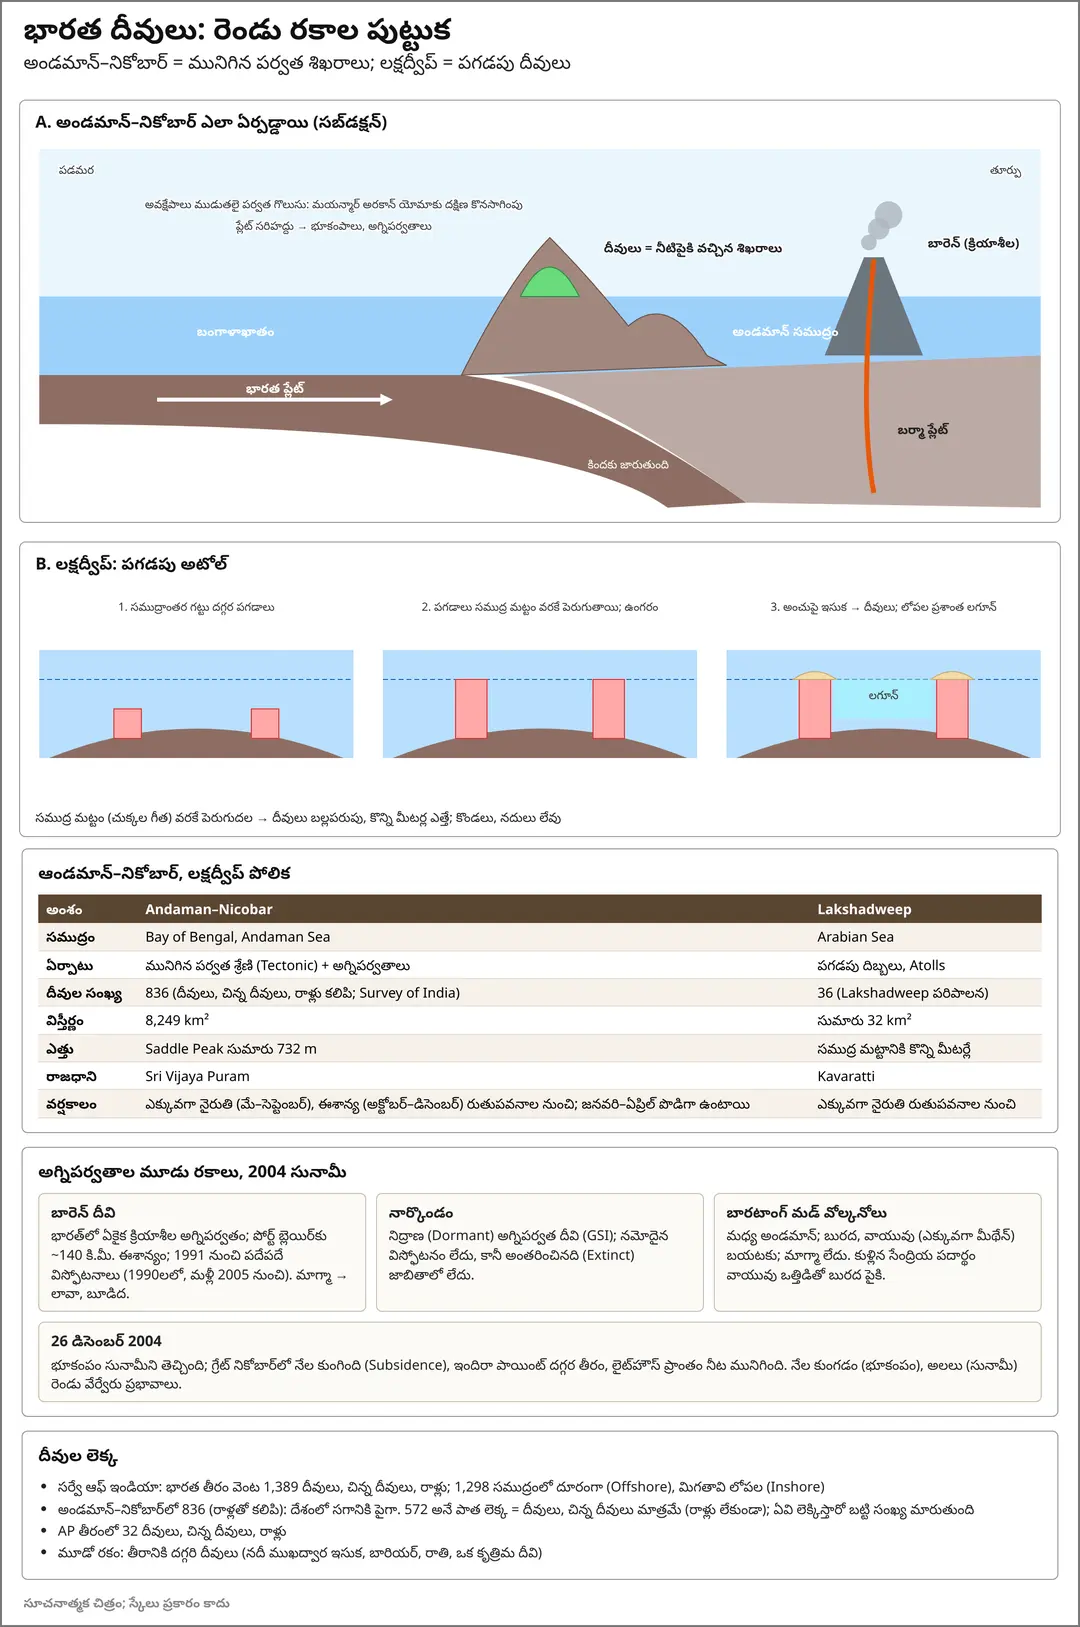 భారత దీవులు: రెండు రకాల పుట్టుక
అండమాన్–నికోబార్ = మునిగిన పర్వత శిఖరాలు; లక్షద్వీప్ = పగడపు దీవులు
A. అండమాన్–నికోబార్ ఎలా ఏర్పడ్డాయి (సబ్‌డక్షన్)
పడమర
తూర్పు
అవక్షేపాలు ముడుతలై పర్వత గొలుసు: మయన్మార్ అరకాన్ యోమాకు దక్షిణ కొనసాగింపు
ప్లేట్ సరిహద్దు → భూకంపాలు, అగ్నిపర్వతాలు
దీవులు = నీటిపైకి వచ్చిన శిఖరాలు
బారెన్ (క్రియాశీల)
బంగాళాఖాతం
అండమాన్ సముద్రం
భారత ప్లేట్
బర్మా ప్లేట్
కిందకు జారుతుంది
B. లక్షద్వీప్: పగడపు అటోల్
1. సముద్రాంతర గట్టు దగ్గర పగడాలు
2. పగడాలు సముద్ర మట్టం వరకే పెరుగుతాయి; ఉంగరం
3. అంచుపై ఇసుక → దీవులు; లోపల ప్రశాంత లగూన్
లగూన్
సముద్ర మట్టం (చుక్కల గీత) వరకే పెరుగుదల → దీవులు బల్లపరుపు, కొన్ని మీటర్ల ఎత్తే; కొండలు, నదులు లేవు
ఆండమాన్–నికోబార్, లక్షద్వీప్ పోలిక
అంశం Andaman–Nicobar Lakshadweep
సముద్రం Bay of Bengal, Andaman Sea Arabian Sea
ఏర్పాటు మునిగిన పర్వత శ్రేణి (Tectonic) + అగ్నిపర్వతాలు పగడపు దిబ్బలు, Atolls
దీవుల సంఖ్య 836 (దీవులు, చిన్న దీవులు, రాళ్లు కలిపి; Survey of India) 36 (Lakshadweep పరిపాలన)
విస్తీర్ణం 8,249 km² సుమారు 32 km²
ఎత్తు Saddle Peak సుమారు 732 m సముద్ర మట్టానికి కొన్ని మీటర్లే
రాజధాని Sri Vijaya Puram Kavaratti
వర్షకాలం ఎక్కువగా నైరుతి (మే–సెప్టెంబర్), ఈశాన్య (అక్టోబర్–డిసెంబర్) రుతుపవనాల నుంచి; జనవరి–ఏప్రిల్ పొడిగా ఉంటాయి ఎక్కువగా నైరుతి రుతుపవనాల నుంచి
అగ్నిపర్వతాల మూడు రకాలు, 2004 సునామీ
బారెన్ దీవి
భారత్‌లో ఏకైక క్రియాశీల అగ్నిపర్వతం; పోర్ట్ బ్లెయిర్‌కు
~140 కి.మీ. ఈశాన్యం; 1991 నుంచి పదేపదే
విస్ఫోటనాలు (1990లలో, మళ్లీ 2005 నుంచి). మాగ్మా →
లావా, బూడిద.
నార్కొండం
నిద్రాణ (Dormant) అగ్నిపర్వత దీవి (GSI); నమోదైన
విస్ఫోటనం లేదు, కానీ అంతరించినది (Extinct)
జాబితాలో లేదు.
బారటాంగ్ మడ్ వోల్కనోలు
మధ్య అండమాన్; బురద, వాయువు (ఎక్కువగా మీథేన్)
బయటకు; మాగ్మా లేదు. కుళ్లిన సేంద్రియ పదార్థం
వాయువు ఒత్తిడితో బురద పైకి.
26 డిసెంబర్ 2004
భూకంపం సునామీని తెచ్చింది; గ్రేట్ నికోబార్‌లో నేల కుంగింది (Subsidence), ఇందిరా పాయింట్ దగ్గర తీరం, లైట్‌హౌస్ ప్రాంతం నీట మునిగింది. నేల కుంగడం (భూకంపం), అలలు (సునామీ)
రెండు వేర్వేరు ప్రభావాలు.
దీవుల లెక్క
• సర్వే ఆఫ్ ఇండియా: భారత తీరం వెంట 1,389 దీవులు, చిన్న దీవులు, రాళ్లు; 1,298 సముద్రంలో దూరంగా (Offshore), మిగతావి లోపల (Inshore)
• అండమాన్–నికోబార్‌లో 836 (రాళ్లతో కలిపి): దేశంలో సగానికి పైగా. 572 అనే పాత లెక్క = దీవులు, చిన్న దీవులు మాత్రమే (రాళ్లు లేకుండా); ఏవి లెక్కిస్తారో బట్టి సంఖ్య మారుతుంది
• AP తీరంలో 32 దీవులు, చిన్న దీవులు, రాళ్లు
• మూడో రకం: తీరానికి దగ్గరి దీవులు (నదీ ముఖద్వార ఇసుక, బారియర్, రాతి, ఒక కృత్రిమ దీవి)
సూచనాత్మక చిత్రం; స్కేలు ప్రకారం కాదు